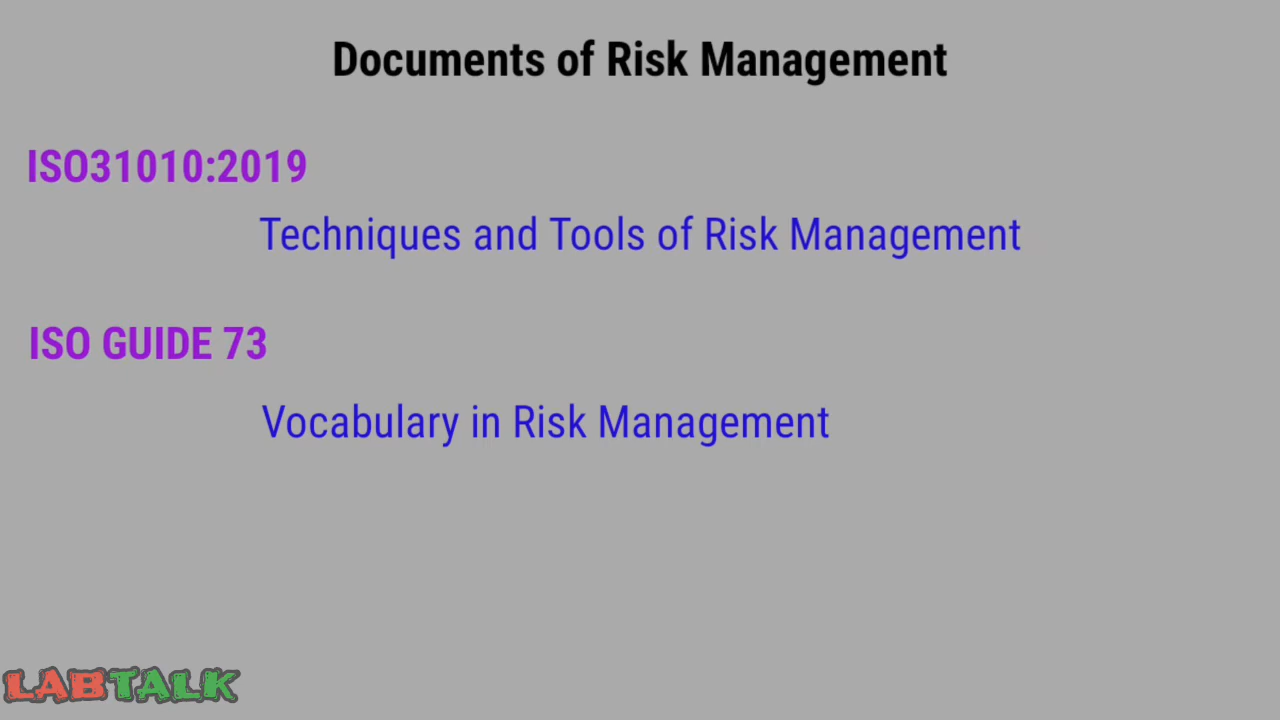 Documents of Risk Management
ISO31010:2019
Techniques and Tools of Risk Management
ISO GUIDE 73
Vocabulary in Risk Management
LABTALK